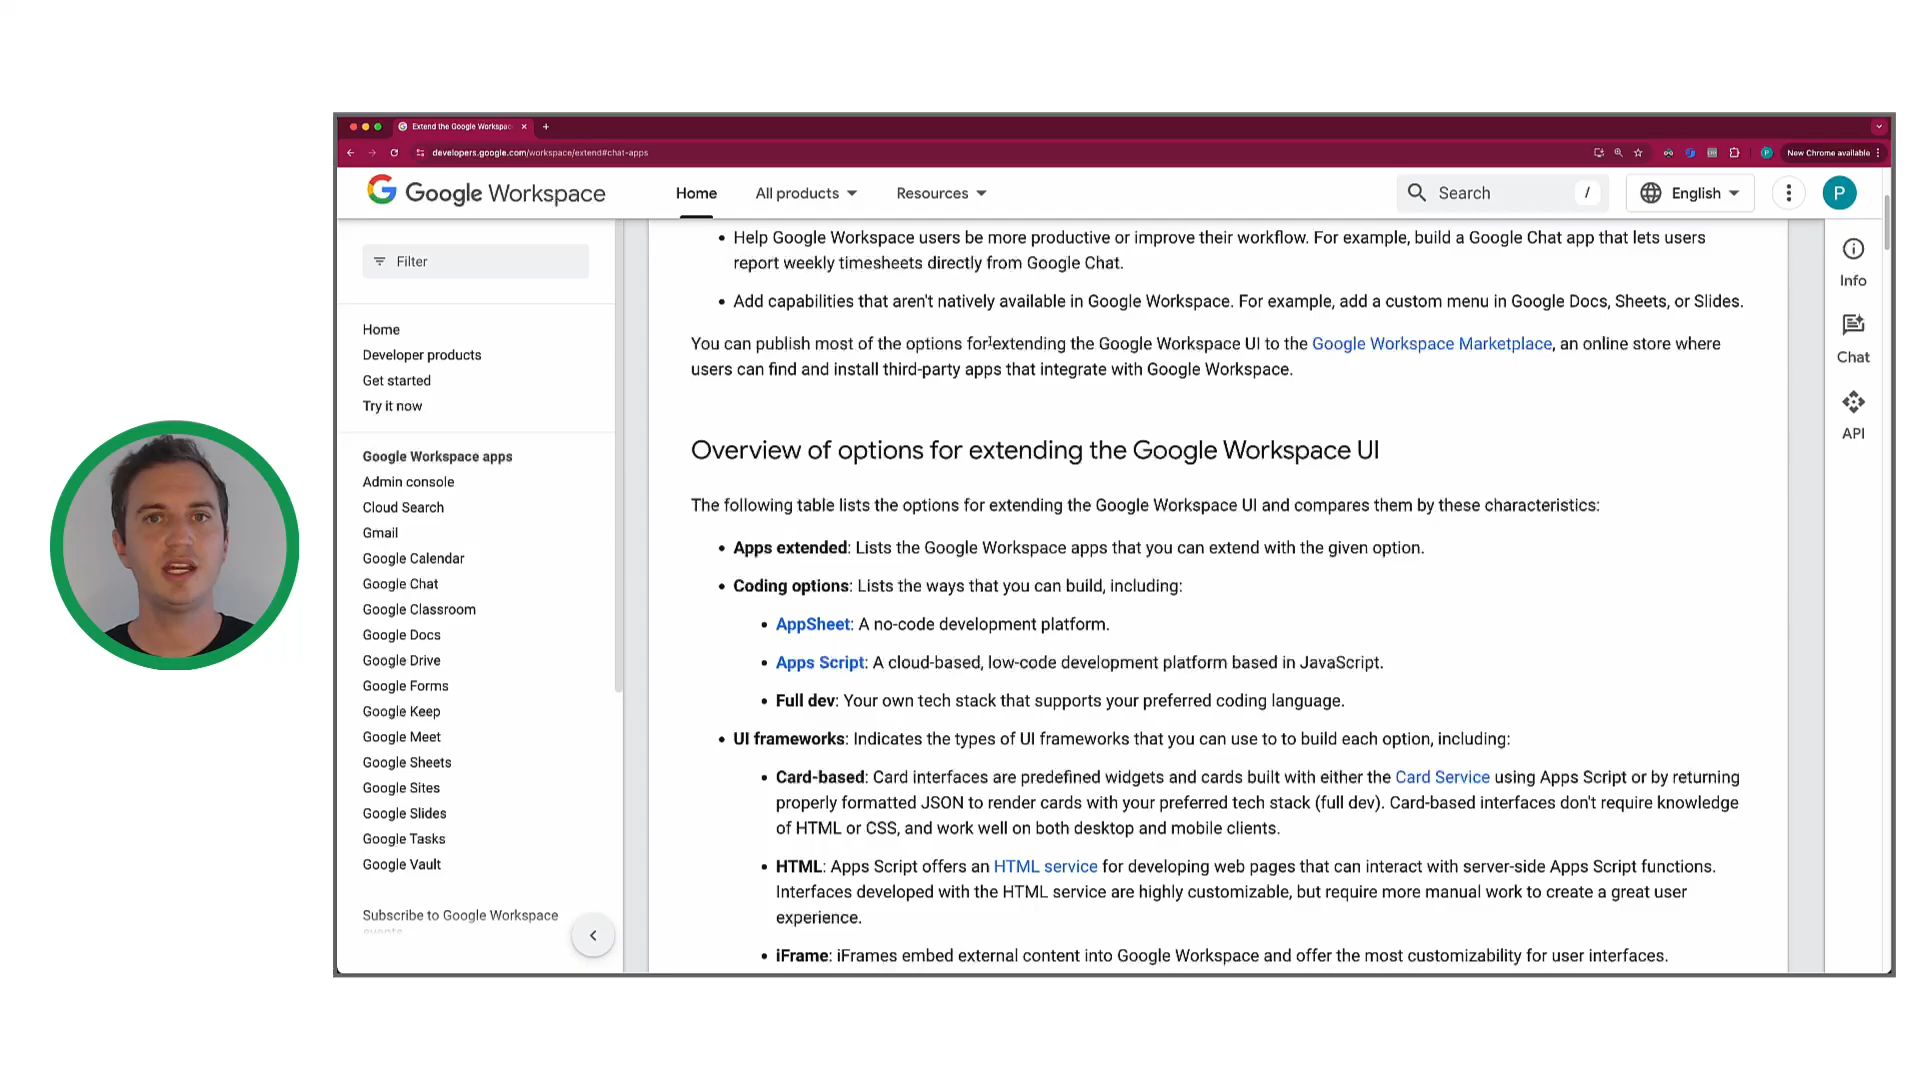 Extend the Google Workspac
developers.google.com/workspace/extend#chat-apps
New Chrome available
Google Workspace
Home
All products
Resources
Search
/
English
P
Filter
Home
Developer products
Get started
Try it now
Google Workspace apps
Admin console
Cloud Search
Gmail
Google Calendar
Google Chat
Google Classroom
Google Docs
Google Drive
Google Forms
Google Keep
Google Meet
Google Sheets
Google Sites
Google Slides
Google Tasks
Google Vault
Subscribe to Google Workspace
events
• Help Google Workspace users be more productive or improve their workflow. For example, build a Google Chat app that lets users
report weekly timesheets directly from Google Chat.
• Add capabilities that aren't natively available in Google Workspace. For example, add a custom menu in Google Docs, Sheets, or Slides.
You can publish most of the options for extending the Google Workspace UI to the Google Workspace Marketplace, an online store where
users can find and install third-party apps that integrate with Google Workspace.
Overview of options for extending the Google Workspace UI
The following table lists the options for extending the Google Workspace UI and compares them by these characteristics:
• Apps extended: Lists the Google Workspace apps that you can extend with the given option.
• Coding options: Lists the ways that you can build, including:
• AppSheet: A no-code development platform.
• Apps Script: A cloud-based, low-code development platform based in JavaScript.
• Full dev: Your own tech stack that supports your preferred coding language.
• UI frameworks: Indicates the types of UI frameworks that you can use to to build each option, including:
• Card-based: Card interfaces are predefined widgets and cards built with either the Card Service using Apps Script or by returning
properly formatted JSON to render cards with your preferred tech stack (full dev). Card-based interfaces don't require knowledge
of HTML or CSS, and work well on both desktop and mobile clients.
• HTML: Apps Script offers an HTML service for developing web pages that can interact with server-side Apps Script functions.
Interfaces developed with the HTML service are highly customizable, but require more manual work to create a great user
experience.
• iFrame: iFrames embed external content into Google Workspace and offer the most customizability for user interfaces.
Info
Chat
API